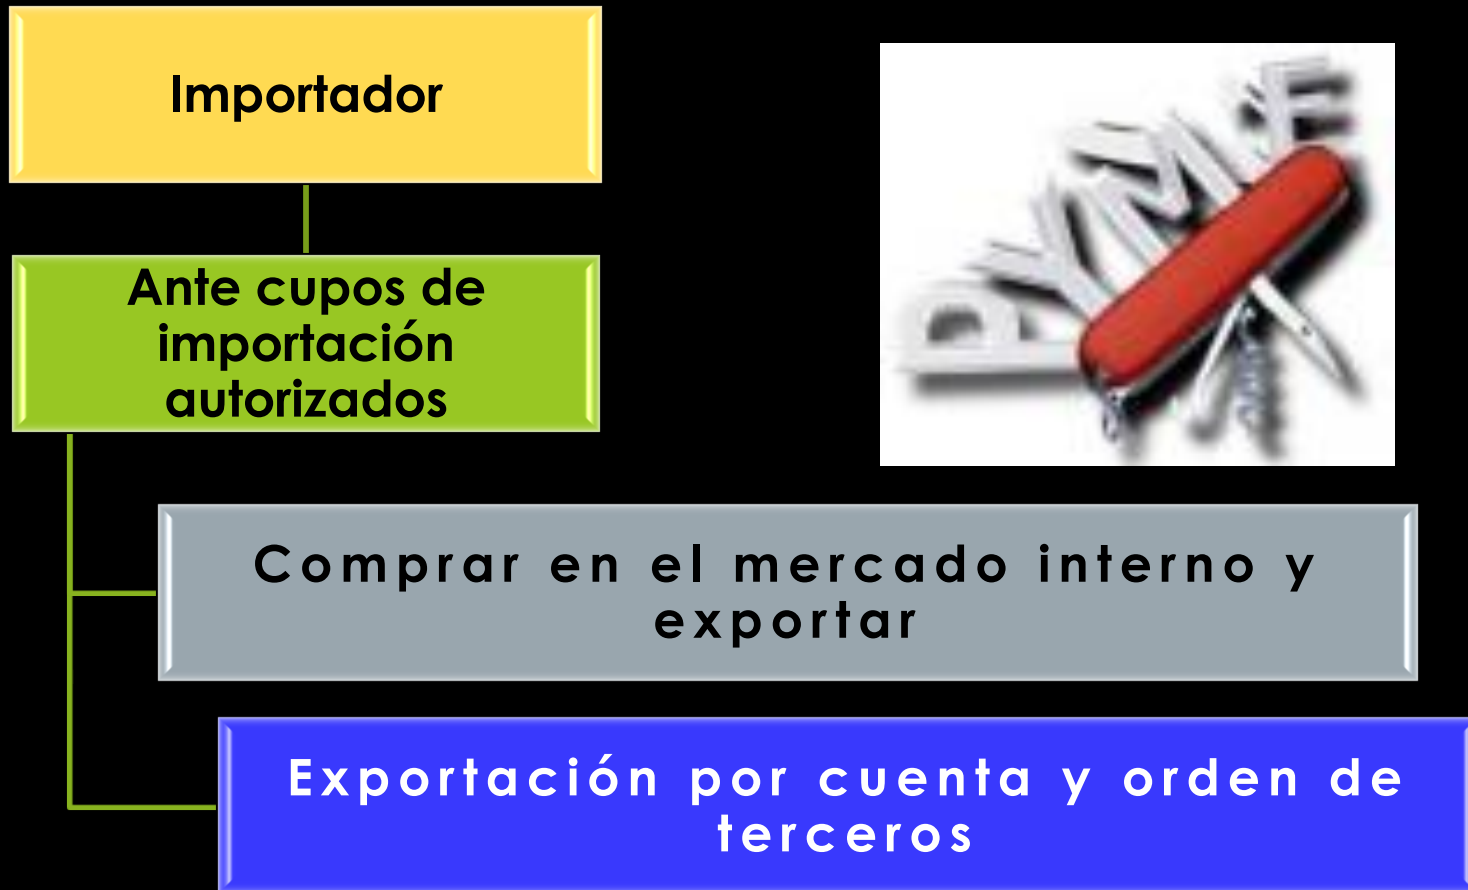 Importador
Ante cupos de
importación
autorizados
PYME
Comprar en el mercado interno y
exportar
Exportación por cuenta y orden de
terceros